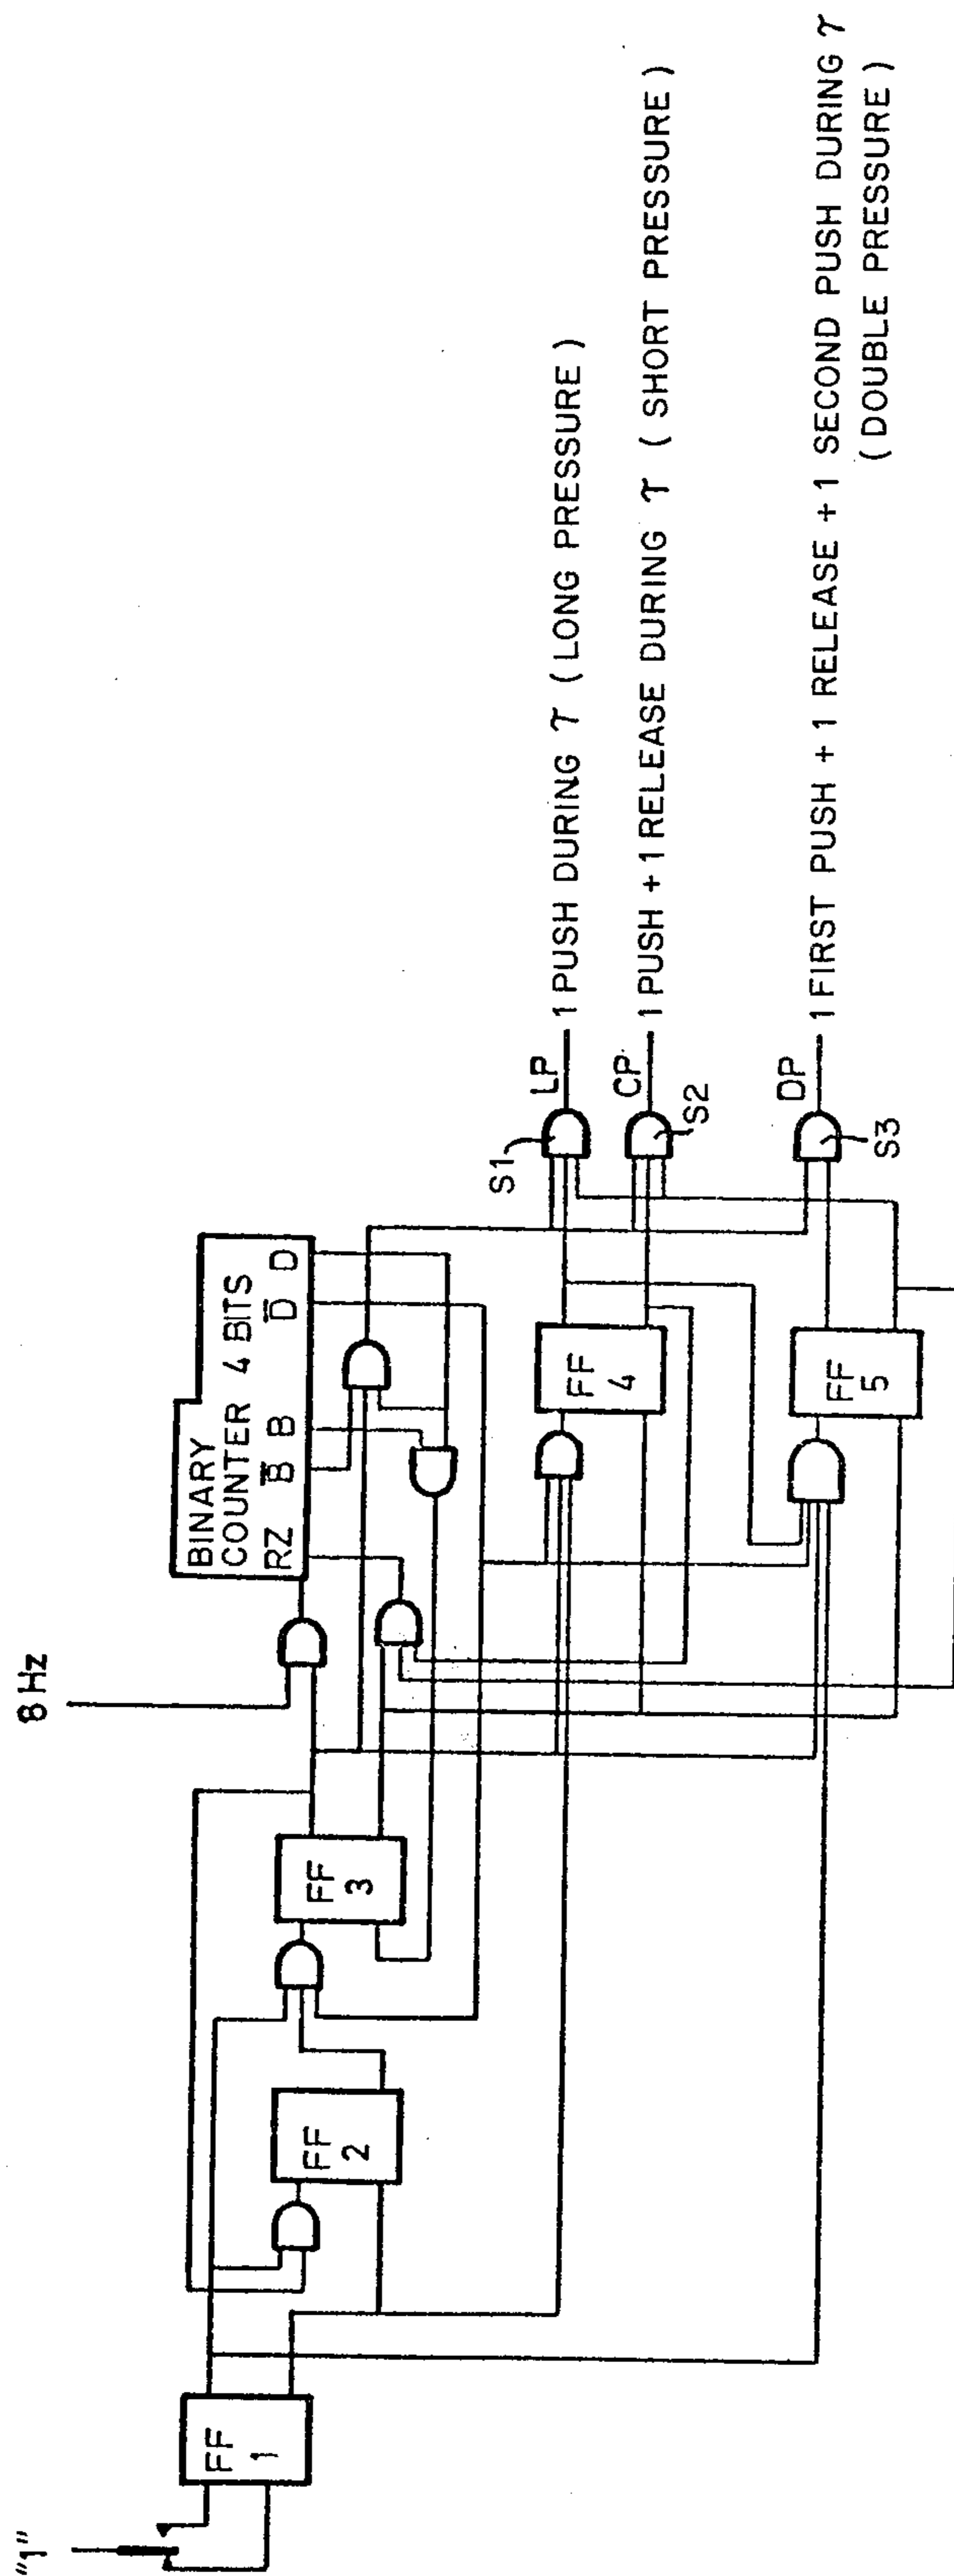 "1"
FF
1
FF
2
FF
3
8 Hz
BINARY
COUNTER 4 BITS
RZ B̅ B D̅ D
FF
4
FF
5
S1
LP
1 PUSH DURING τ (LONG PRESSURE)
CP
S2
1 PUSH + 1 RELEASE DURING τ (SHORT PRESSURE)
DP
S3
1 FIRST PUSH + 1 RELEASE + 1 SECOND PUSH DURING τ
(DOUBLE PRESSURE)